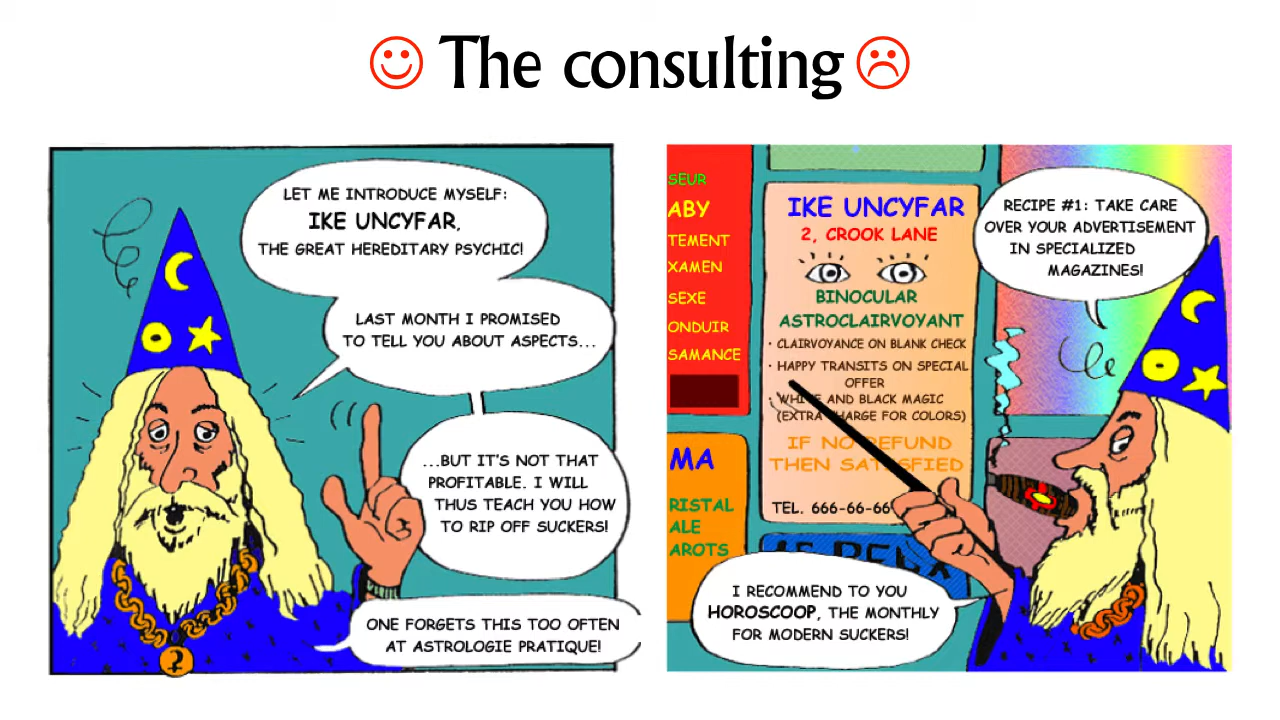 The consulting
LET ME INTRODUCE MYSELF:
IKE UNCYFAR,
THE GREAT HEREDITARY PSYCHIC!
LAST MONTH I PROMISED
TO TELL YOU ABOUT ASPECTS...
...BUT IT'S NOT THAT
PROFITABLE. I WILL
THUS TEACH YOU HOW
TO RIP OFF SUCKERS!
ONE FORGETS THIS TOO OFTEN
AT ASTROLOGIE PRATIQUE!
SEUR
ABY
TEMENT
XAMEN
SEXE
ONDUIR
SAMANCE
MA
RISTAL
ALE
AROTS
IKE UNCYFAR
2, CROOK LANE
BINOCULAR
ASTROCLAIRVOYANT
• CLAIRVOYANCE ON BLANK CHECK
• HAPPY TRANSITS ON SPECIAL
OFFER
• WHITE AND BLACK MAGIC
(EXTRA CHARGE FOR COLORS)
IF NO REFUND
THEN SATISFIED
TEL. 666-66-66
RECIPE #1: TAKE CARE
OVER YOUR ADVERTISEMENT
IN SPECIALIZED
MAGAZINES!
I RECOMMEND TO YOU
HOROSCOOP, THE MONTHLY
FOR MODERN SUCKERS!